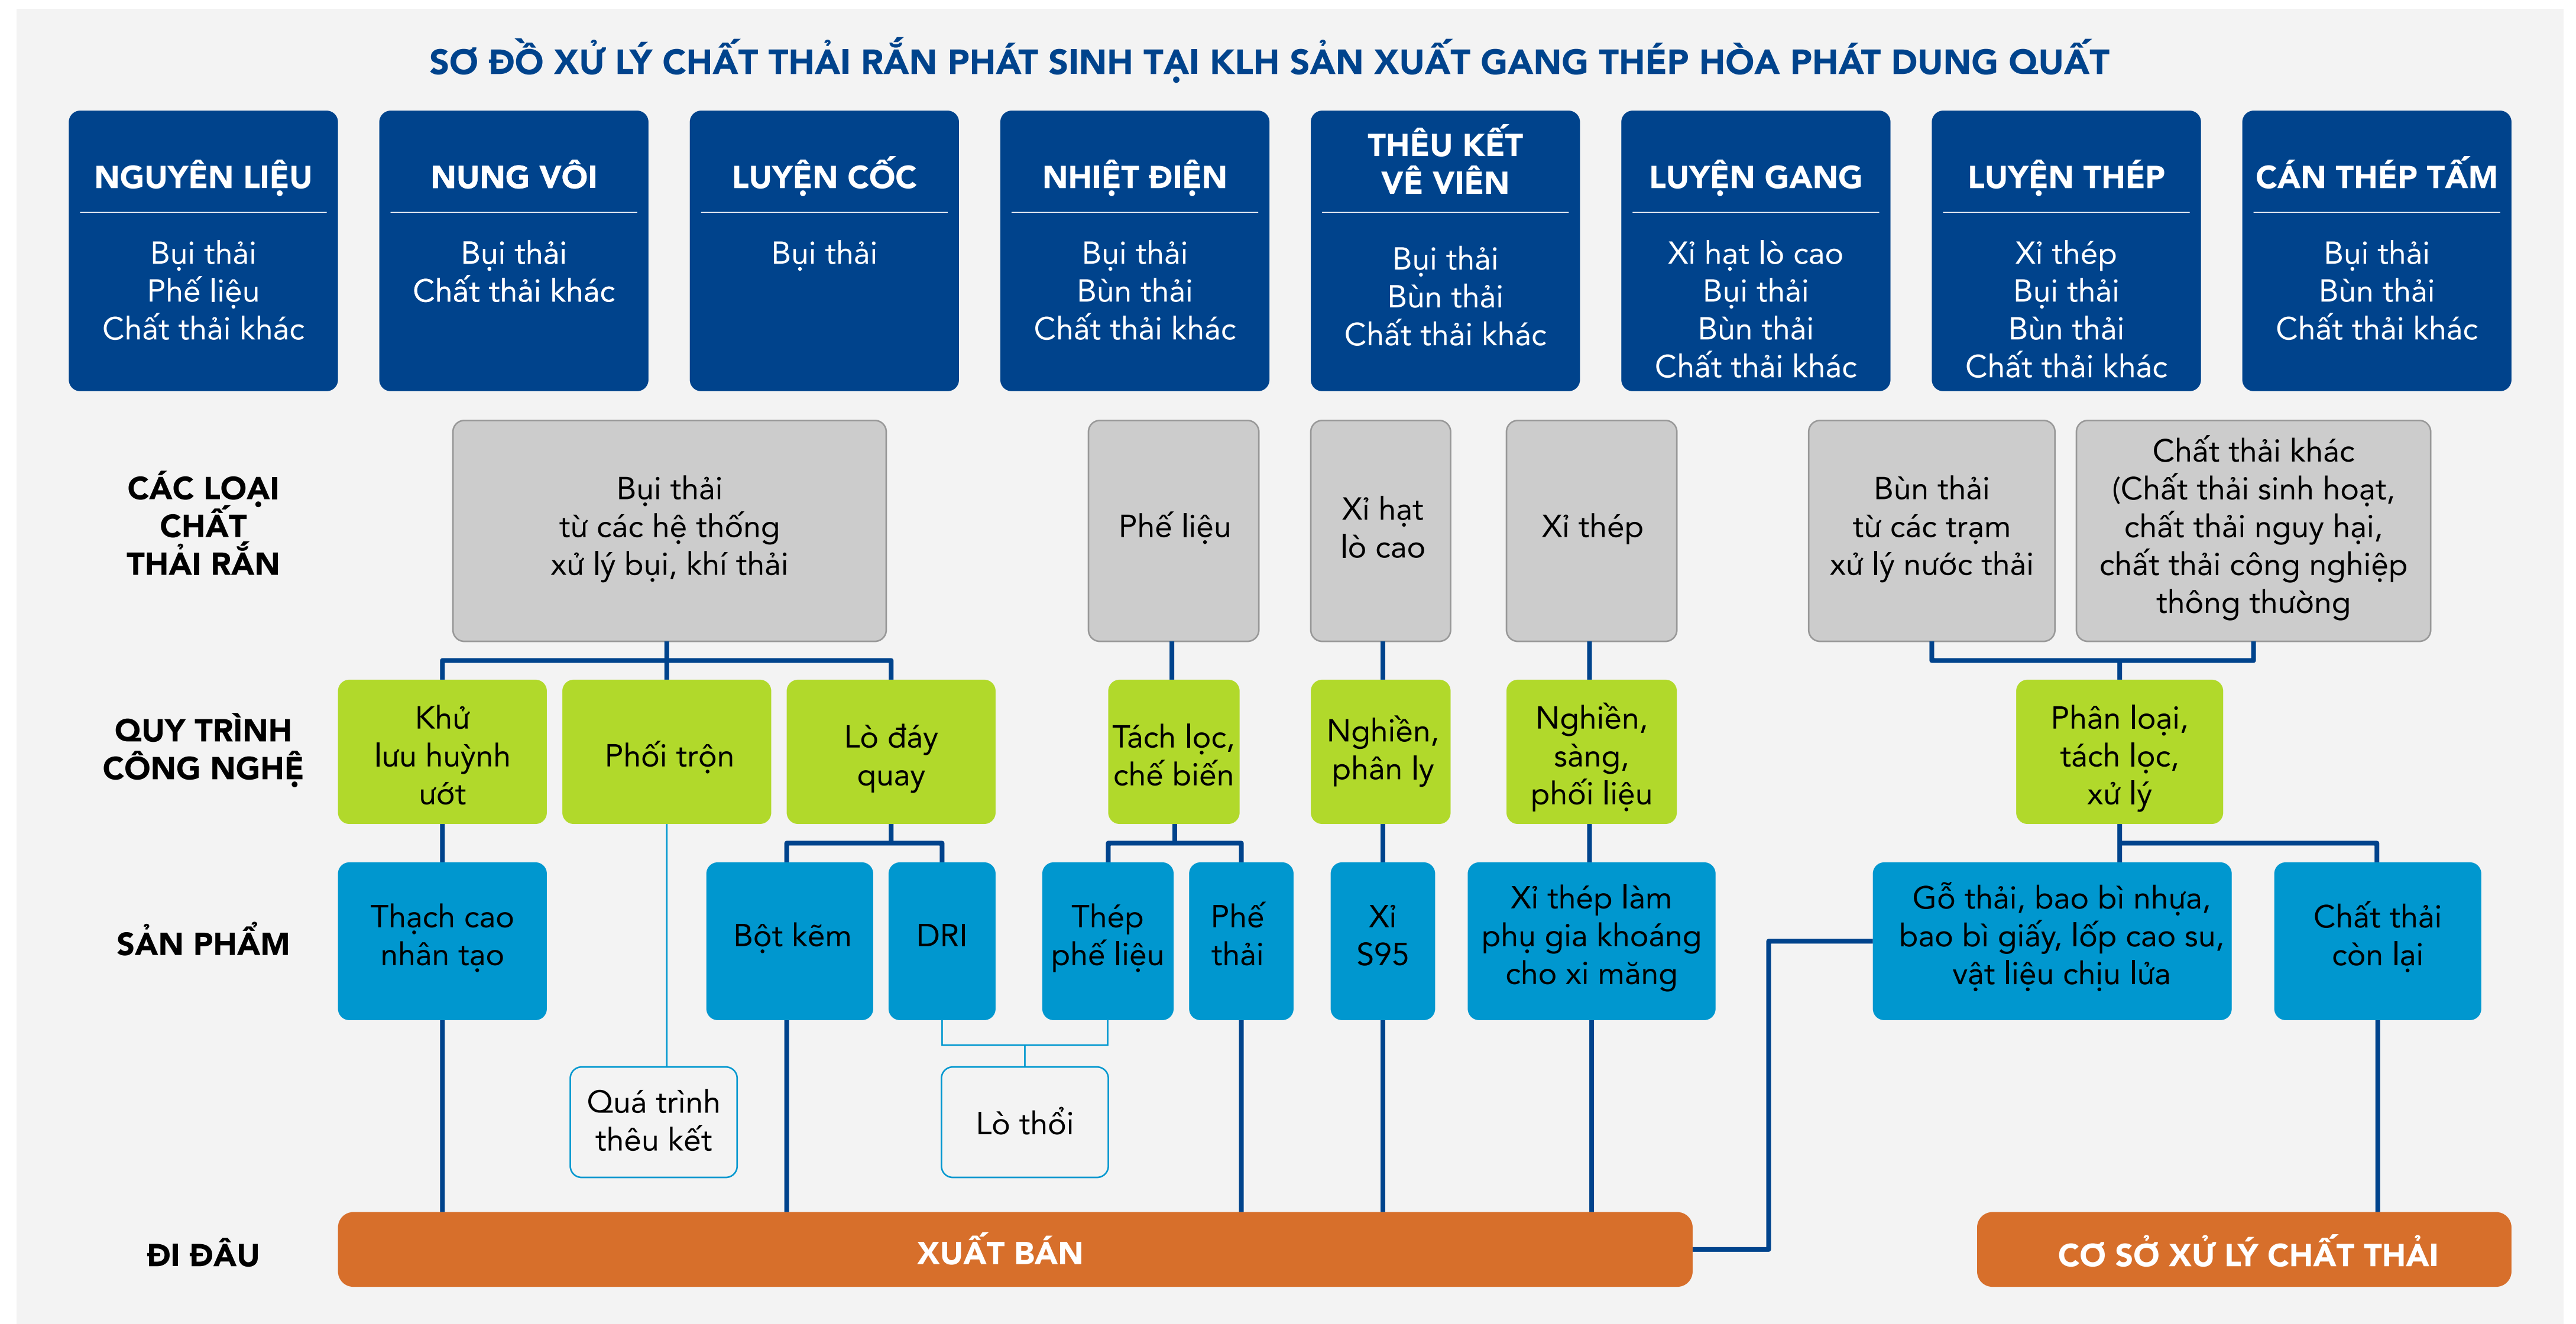 SƠ ĐỒ XỬ LÝ CHẤT THẢI RẮN PHÁT SINH TẠI KLH SẢN XUẤT GANG THÉP HÒA PHÁT DUNG QUẤT
NGUYÊN LIỆU
Bụi thải
Phế liệu
Chất thải khác
NUNG VÔI
Bụi thải
Chất thải khác
LUYỆN CỐC
Bụi thải
NHIỆT ĐIỆN
Bụi thải
Bùn thải
Chất thải khác
THÊU KẾT
VÊ VIÊN
Bụi thải
Bùn thải
Chất thải khác
LUYỆN GANG
Xỉ hạt lò cao
Bụi thải
Bùn thải
Chất thải khác
LUYỆN THÉP
Xỉ thép
Bụi thải
Bùn thải
Chất thải khác
CÁN THÉP TẤM
Bụi thải
Bùn thải
Chất thải khác
CÁC LOẠI
CHẤT
THẢI RẮN
Bụi thải
từ các hệ thống
xử lý bụi, khí thải
Phế liệu
Xỉ hạt
lò cao
Xỉ thép
Bùn thải
từ các trạm
xử lý nước thải
Chất thải khác
(Chất thải sinh hoạt,
chất thải nguy hại,
chất thải công nghiệp
thông thường
QUY TRÌNH
CÔNG NGHỆ
Khử
lưu huỳnh
ướt
Phối trộn
Lò đáy
quay
Tách lọc,
chế biến
Nghiền,
phân ly
Nghiền,
sàng,
phối liệu
Phân loại,
tách lọc,
xử lý
SẢN PHẨM
Thạch cao
nhân tạo
Bột kẽm
DRI
Thép
phế liệu
Phế
thải
Xỉ
S95
Xỉ thép làm
phụ gia khoáng
cho xi măng
Gỗ thải, bao bì nhựa,
bao bì giấy, lốp cao su,
vật liệu chịu lửa
Chất thải
còn lại
Quá trình
thêu kết
Lò thổi
ĐI ĐÂU
XUẤT BÁN
CƠ SỞ XỬ LÝ CHẤT THẢI